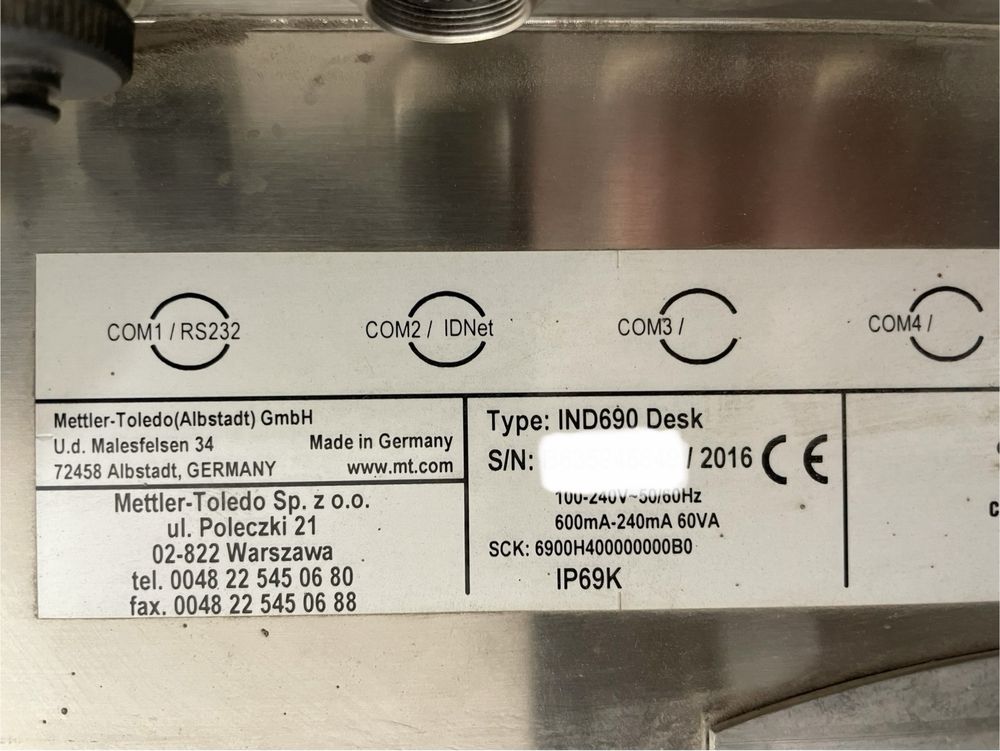 COM1 / RS232
COM2 / IDNet
COM3 /
COM4 /
Mettler-Toledo(Albstadt) GmbH
U.d. Malesfelsen 34
Made in Germany
72458 Albstadt, GERMANY
www.mt.com
Mettler-Toledo Sp. z o.o.
ul. Poleczki 21
02-822 Warszawa
tel. 0048 22 545 06 80
fax. 0048 22 545 06 88
Type: IND690 Desk
S/N: / 2016 CE
100-240V~50/60Hz
600mA-240mA 60VA
SCK: 6900H400000000B0
IP69K